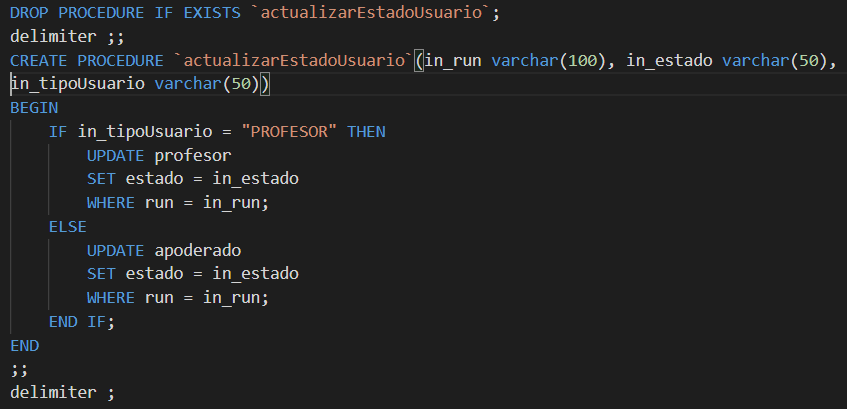 DROP PROCEDURE IF EXISTS `actualizarEstadoUsuario`;
delimiter ;;
CREATE PROCEDURE `actualizarEstadoUsuario`(in_run varchar(100), in_estado varchar(50),
in_tipoUsuario varchar(50))
BEGIN
    IF in_tipoUsuario = "PROFESOR" THEN
        UPDATE profesor
        SET estado = in_estado
        WHERE run = in_run;
    ELSE
        UPDATE apoderado
        SET estado = in_estado
        WHERE run = in_run;
    END IF;
END
;;
delimiter ;